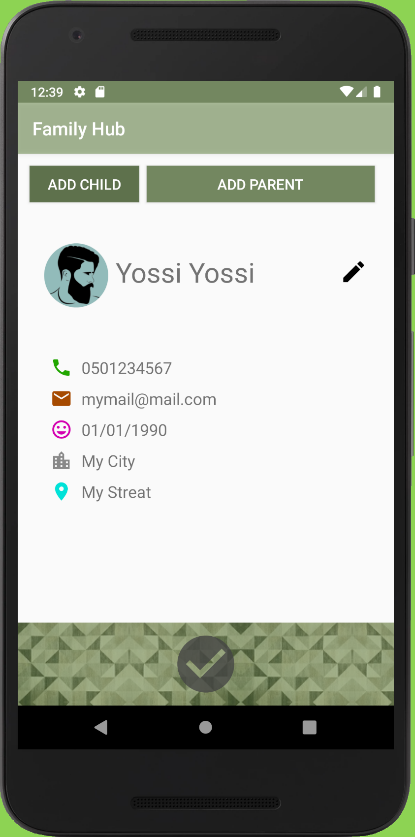 12:39
Family Hub
ADD CHILD ADD PARENT
Yossi Yossi
0501234567
mymail@mail.com
01/01/1990
My City
My Streat